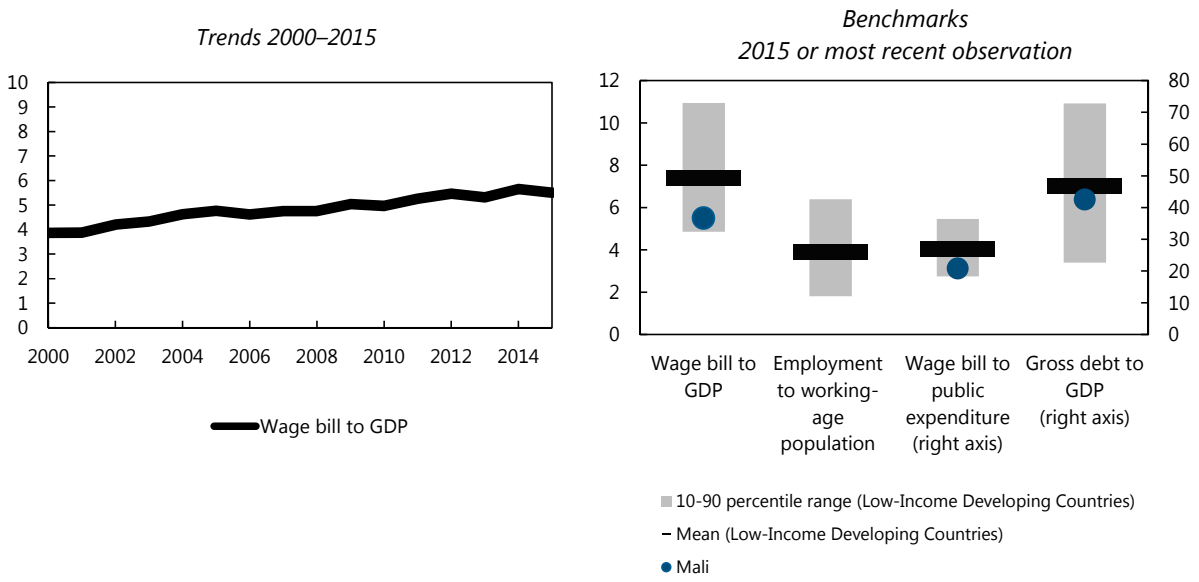 Trends 2000–2015
10
9
8
7
6
5
4
3
2
1
0
2000 2002 2004 2006 2008 2010 2012 2014
Wage bill to GDP
Benchmarks
2015 or most recent observation
12
10
8
6
4
2
0
80
70
60
50
40
30
20
10
0
Wage bill to
GDP
Employment
to working-
age
population
Wage bill to
public
expenditure
(right axis)
Gross debt to
GDP
(right axis)
10-90 percentile range (Low-Income Developing Countries)
Mean (Low-Income Developing Countries)
Mali